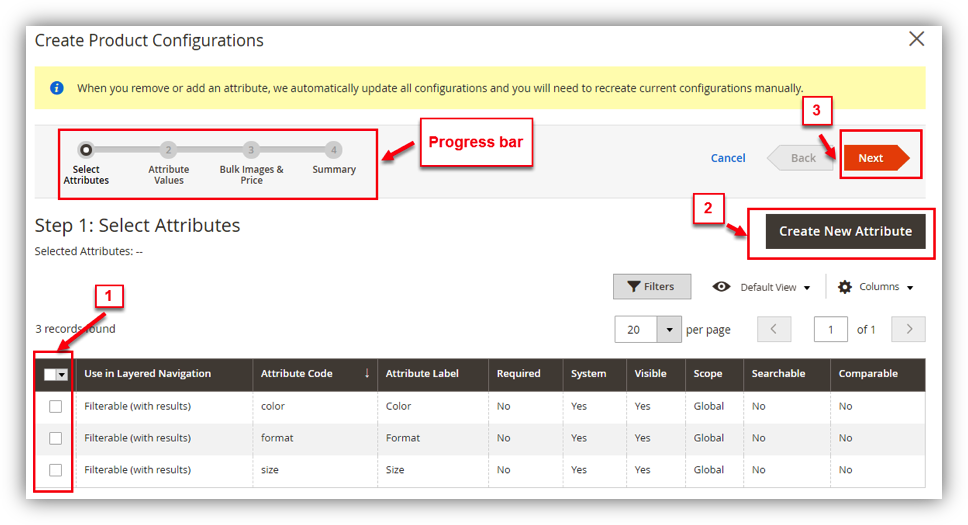 Create Product Configurations
When you remove or add an attribute, we automatically update all configurations and you will need to recreate current configurations manually.
3
Progress bar
2 3 4
Select Attributes
Attribute Values
Bulk Images & Price
Summary
Cancel
Back
Next
2
Step 1: Select Attributes
Create New Attribute
Selected Attributes: --
Filters
Default View
Columns
1
3 records found
20 per page
1 of 1
Use in Layered Navigation Attribute Code ↓ Attribute Label Required System Visible Scope Searchable Comparable
Filterable (with results) color Color No Yes Yes Global No No
Filterable (with results) format Format No Yes Yes Global No No
Filterable (with results) size Size No Yes Yes Global No No